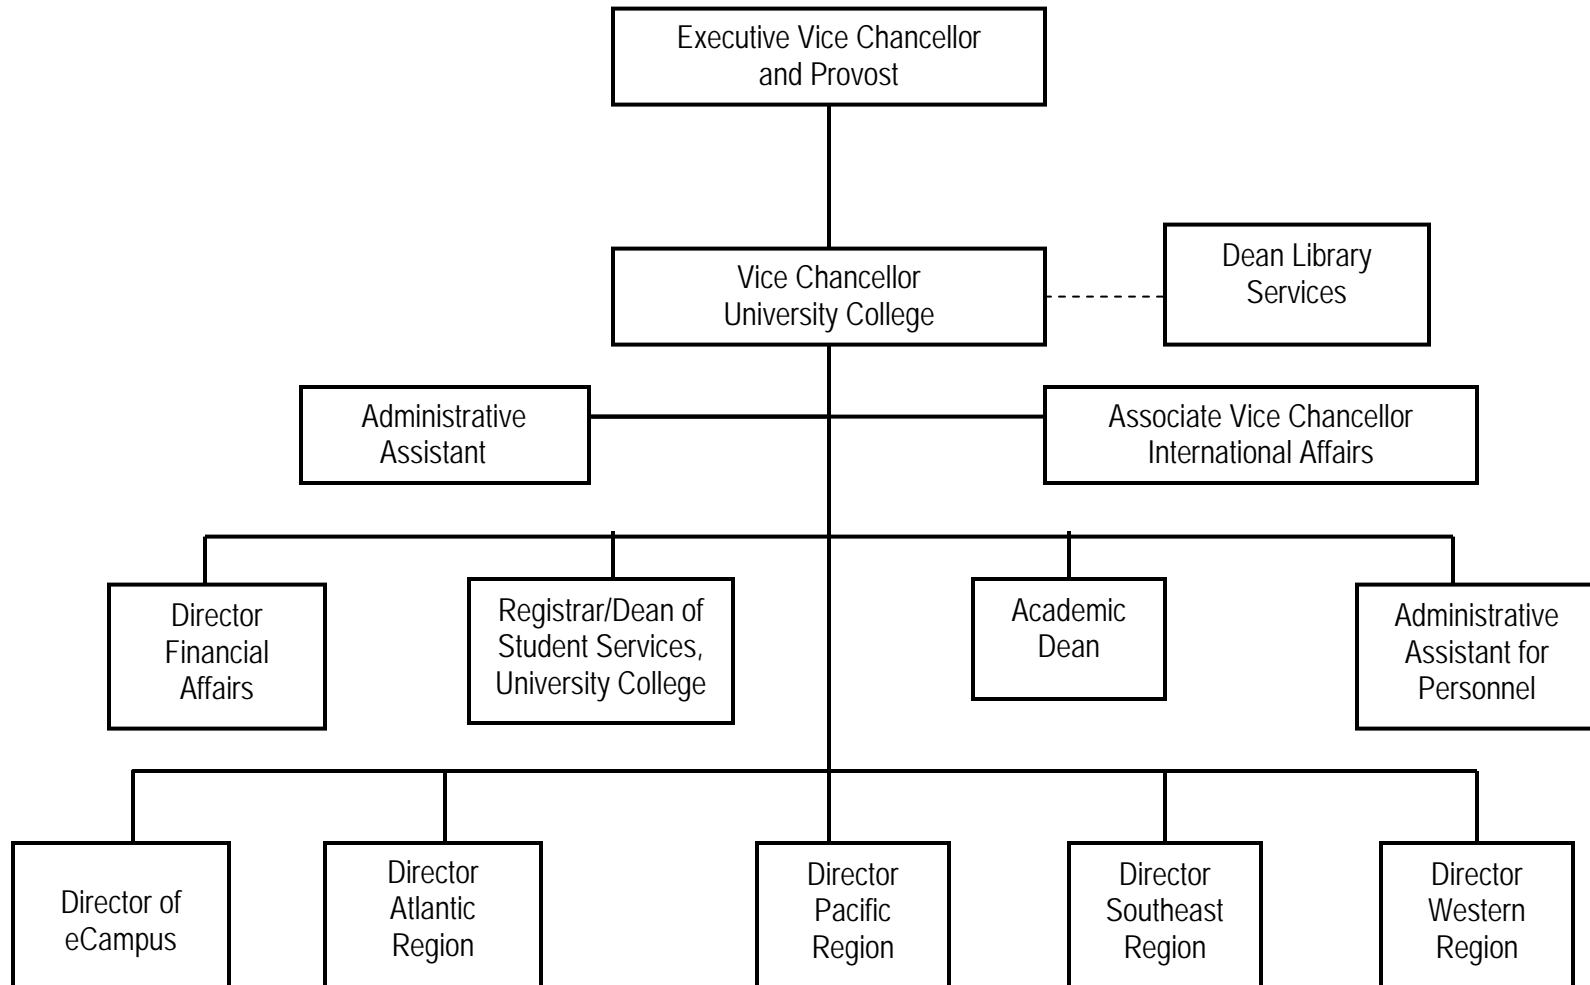 Executive Vice Chancellor
and Provost
Vice Chancellor
University College
Dean Library
Services
Administrative
Assistant
Associate Vice Chancellor
International Affairs
Director
Financial
Affairs
Registrar/Dean of
Student Services,
University College
Academic
Dean
Administrative
Assistant for
Personnel
Director of
eCampus
Director
Atlantic
Region
Director
Pacific
Region
Director
Southeast
Region
Director
Western
Region